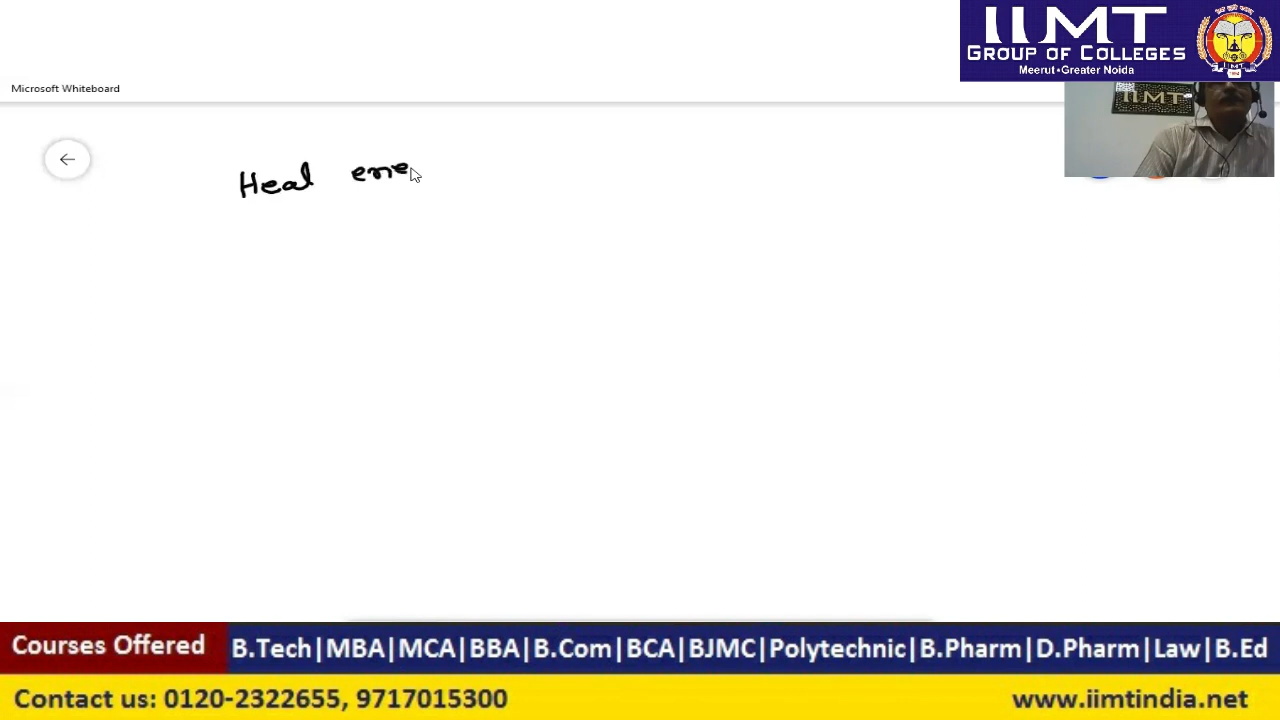 IIMT
GROUP OF COLLEGES
Meerut•Greater Noida
Microsoft Whiteboard
IIMT
Heal ene
Courses Offered
B.Tech|MBA|MCA|BBA|B.Com|BCA|BJMC|Polytechnic|B.Pharm|D.Pharm|Law|B.Ed
Contact us: 0120-2322655, 9717015300
www.iimtindia.net